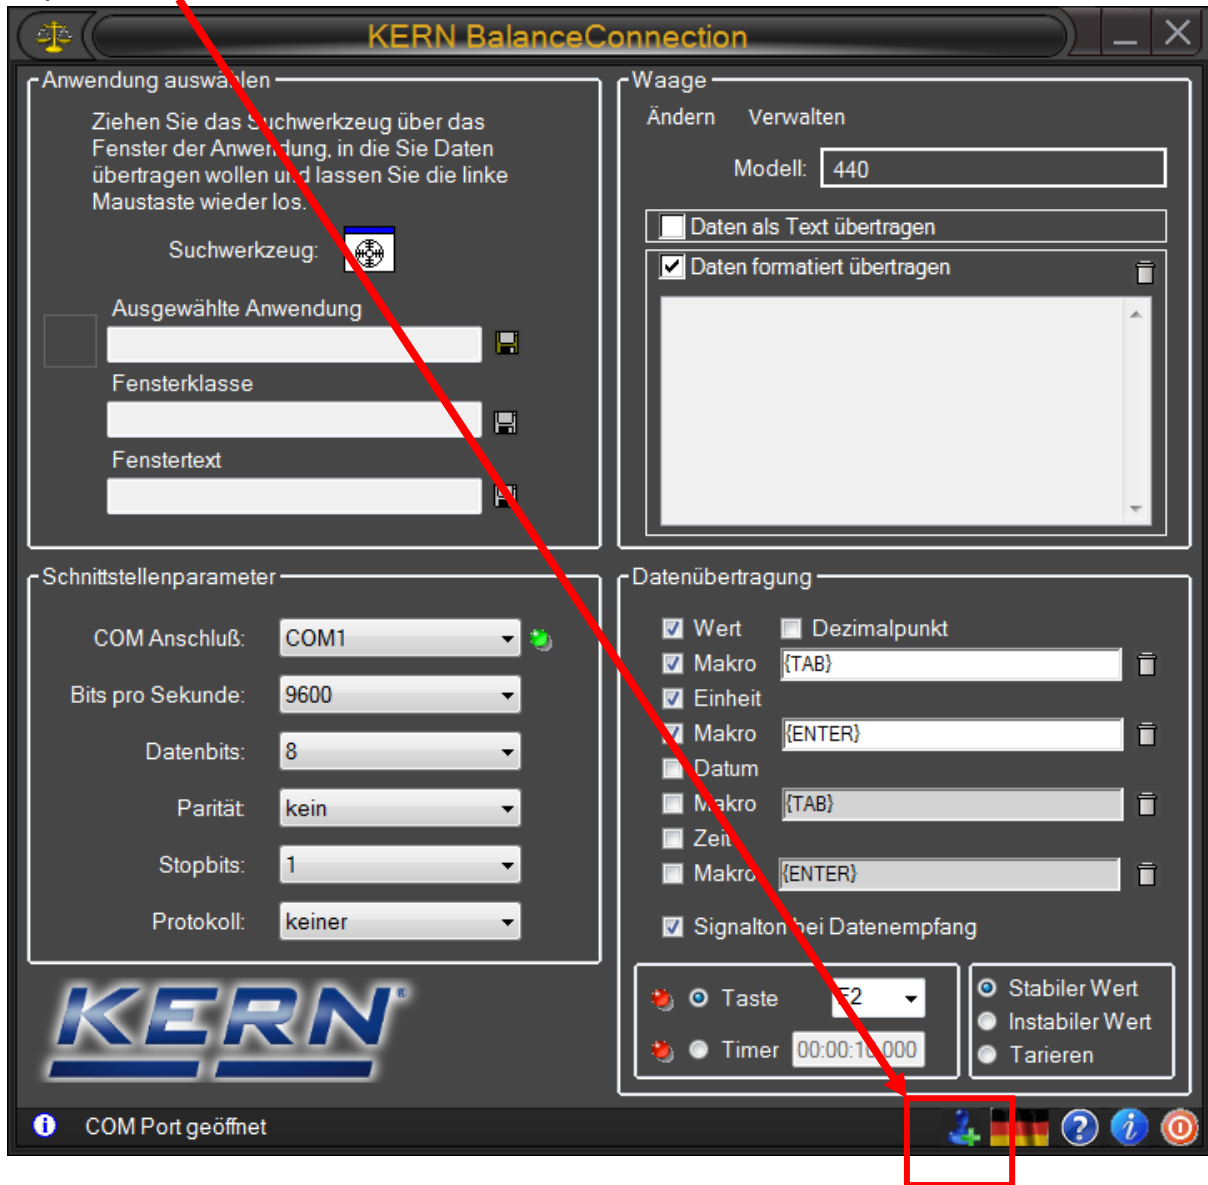 KERN BalanceConnection
Anwendung auswählen
Ziehen Sie das Suchwerkzeug über das
Fenster der Anwendung, in die Sie Daten
übertragen wollen und lassen Sie die linke
Maustaste wieder los.
Suchwerkzeug:
Ausgewählte Anwendung
Fensterklasse
Fenstertext
Waage
Ändern Verwalten
Modell: 440
Daten als Text übertragen
Daten formatiert übertragen
Schnittstellenparameter
COM Anschluß: COM1
Bits pro Sekunde: 9600
Datenbits: 8
Parität: kein
Stopbits: 1
Protokoll: keiner
KERN®
Datenübertragung
Wert Dezimalpunkt
Makro {TAB}
Einheit
Makro {ENTER}
Datum
Makro {TAB}
Zeit
Makro {ENTER}
Signalton bei Datenempfang
Taste F2
Timer 00:00:10.000
Stabiler Wert
Instabiler Wert
Tarieren
COM Port geöffnet